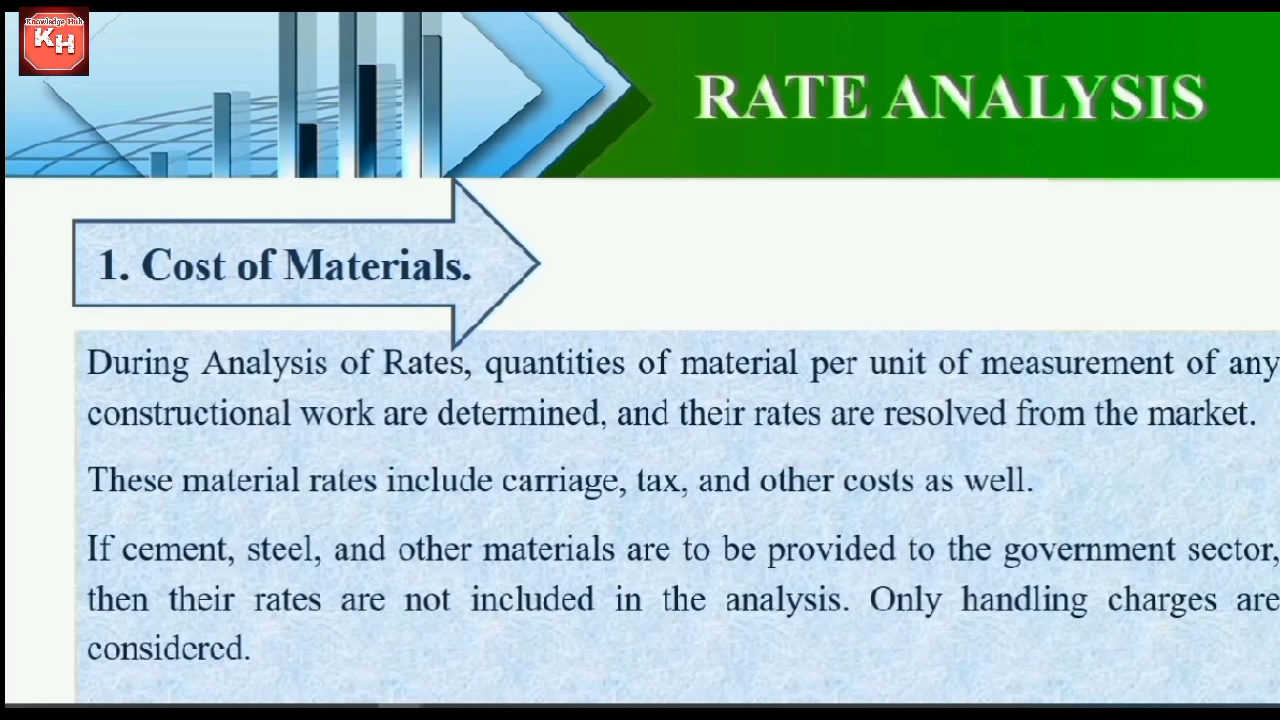 Knowledge Hub
KH
RATE ANALYSIS
1. Cost of Materials.
During Analysis of Rates, quantities of material per unit of measurement of any
constructional work are determined, and their rates are resolved from the market.
These material rates include carriage, tax, and other costs as well.
If cement, steel, and other materials are to be provided to the government sector,
then their rates are not included in the analysis. Only handling charges are
considered.